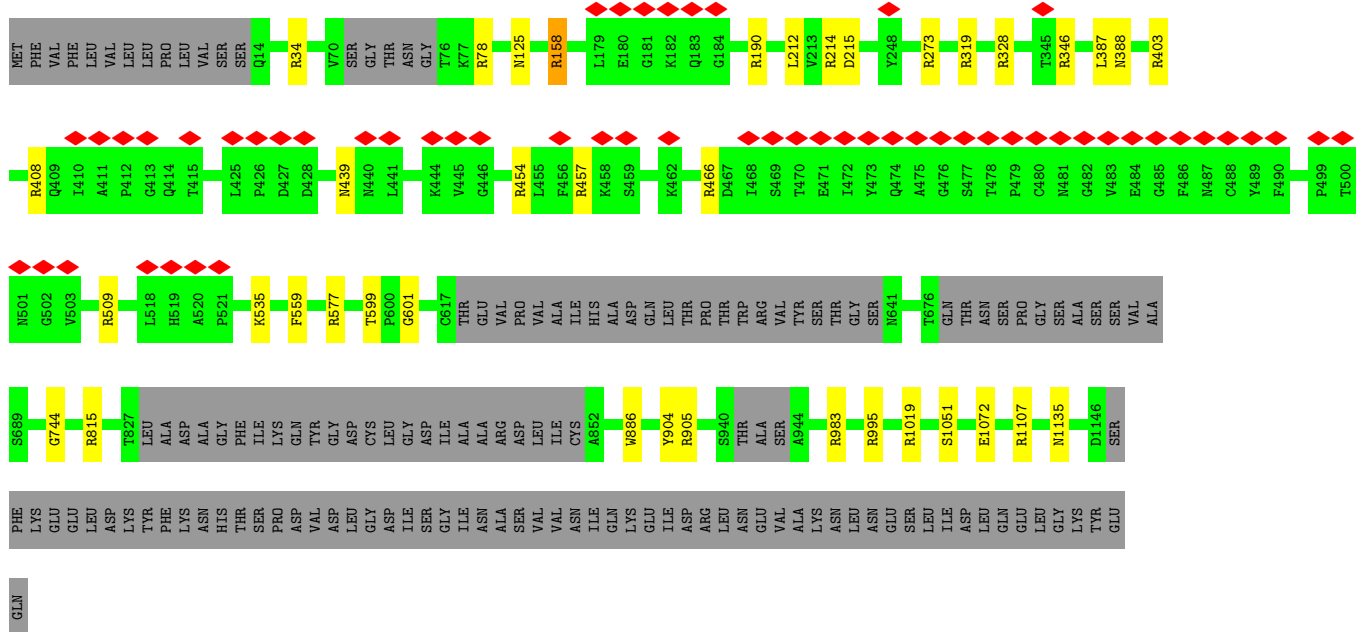 MET PHE VAL PHE LEU VAL LEU LEU PRO LEU VAL SER SER Q14 R34 V70 SER GLY THR ASN GLY T76 K77 R78 N125 R158 L179 E180 G181 K182 Q183 G184 R190 L212 V213 R214 D215 Y248 R273 R319 R328 T345 R346 L387 N388 R403
R408 Q409 I410 A411 P412 G413 Q414 T415 L425 P426 D427 D428 N439 N440 L441 K444 V445 G446 R454 L455 F456 R457 K458 S459 K462 R466 D467 I468 S469 T470 E471 I472 Y473 Q474 A475 G476 S477 T478 P479 C480 N481 G482 V483 E484 G485 F486 N487 C488 Y489 F490 P499 T500
N501 G502 V503 R509 L518 H519 A520 P521 K535 F559 R577 T599 P600 G601 C617 THR GLU VAL PRO VAL ALA ILE HIS ALA ASP GLN LEU THR PRO THR TRP ARG VAL TYR SER THR GLY SER N641 T676 GLN THR ASN SER PRO GLY SER ALA SER SER VAL ALA
S689 G744 R815 T827 LEU ALA ASP ALA GLY PHE ILE LYS GLN TYR GLY ASP CYS LEU GLY ASP ILE ALA ALA ARG ASP LEU ILE CYS A852 W886 Y904 R905 S940 THR ALA SER A944 R983 R995 R1019 S1051 E1072 R1107 N1135 D1146 SER
PHE LYS GLU GLU LEU ASP LYS TYR PHE LYS ASN HIS THR SER PRO ASP VAL ASP LEU GLY ASP ILE SER GLY ILE ASN ALA SER VAL VAL ASN ILE GLN LYS GLU ILE ASP ARG LEU ASN GLU VAL ALA LYS ASN LEU ASN GLU SER LEU ILE ASP LEU GLN GLU LEU GLY LYS TYR GLU
GLN